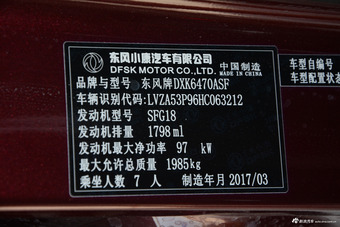 东风小康汽车有限公司
DFSK MOTOR CO.,LTD.
中国制造
MADE IN CHINA
品牌与型号 东风牌DXK6470ASF
车辆识别代码: LVZA53P96HC063212
发动机型号 SFG18
发动机排量 1798ml
发动机最大净功率 97 kW
最大允许总质量 1985kg
乘坐人数 7 人 制造年月 2017/03
车型自编号
车型配置状态